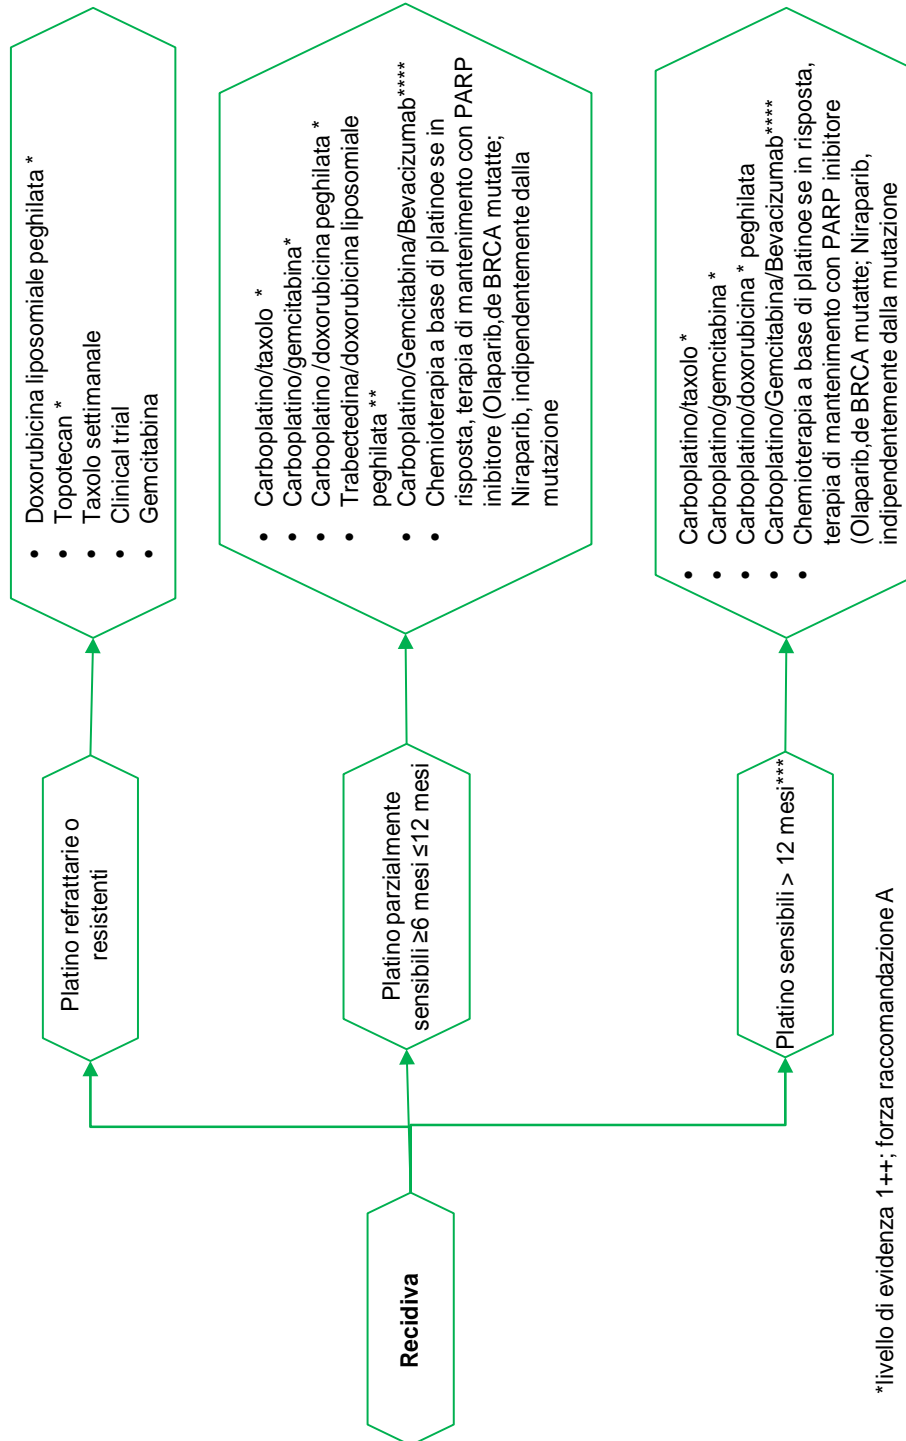 Recidiva
Platino refrattarie o
resistenti
• Doxorubicina liposomiale peghilata *
• Topotecan *
• Taxolo settimanale
• Clinical trial
• Gemcitabina
Platino parzialmente
sensibili ≥6 mesi ≤12 mesi
• Carboplatino/taxolo *
• Carboplatino/gemcitabina*
• Carboplatino /doxorubicina peghilata *
• Trabectedina/doxorubicina liposomiale
peghilata **
• Carboplatino/Gemcitabina/Bevacizumab****
• Chemioterapia a base di platinoe se in
risposta, terapia di mantenimento con PARP
inibitore (Olaparib,de BRCA mutatte;
Niraparib, indipendentemente dalla
mutazione
Platino sensibili > 12 mesi***
• Carboplatino/taxolo *
• Carboplatino/gemcitabina *
• Carboplatino/doxorubicina * peghilata
• Carboplatino/Gemcitabina/Bevacizumab****
• Chemioterapia a base di platinoe se in risposta,
terapia di mantenimento con PARP inibitore
(Olaparib,de BRCA mutatte; Niraparib,
indipendentemente dalla mutazione
*livello di evidenza 1++; forza raccomandazione A